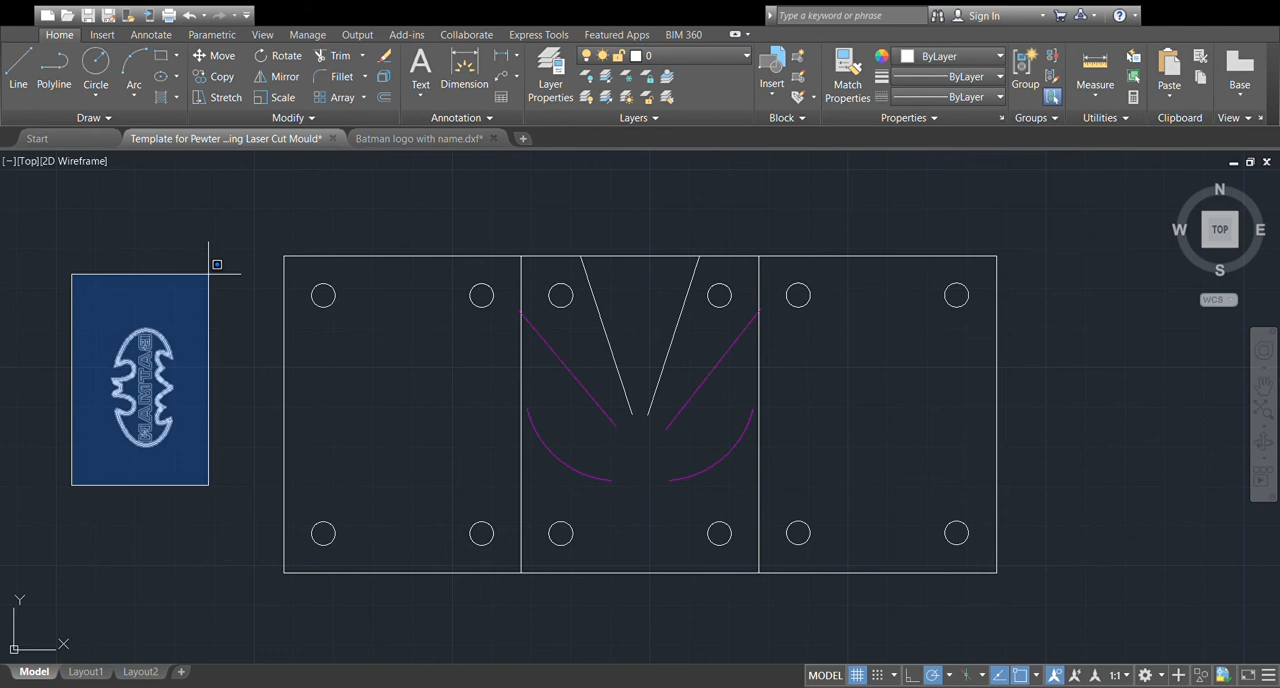 Type a keyword or phrase
Sign In
Home Insert Annotate Parametric View Manage Output Add-ins Collaborate Express Tools Featured Apps BIM 360
Line Polyline Circle Arc
Move Rotate Trim
Copy Mirror Fillet
Stretch Scale Array
Text Dimension
Layer Properties
0
Insert
Match Properties
ByLayer
ByLayer
ByLayer
Group Measure Paste Base
Draw Modify Annotation Layers Block Properties Groups Utilities Clipboard View
Start Template for Pewter ...ing Laser Cut Mould* Batman logo with name.dxf*
[−][Top][2D Wireframe]
N
W TOP E
S
WCS
BATMAN
Y
X
Model Layout1 Layout2
MODEL 1:1